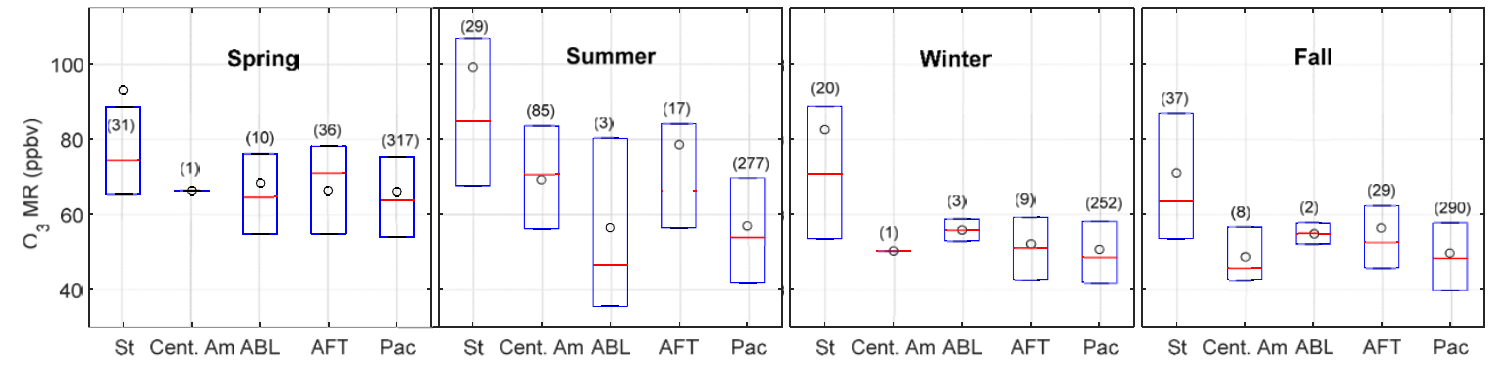 Spring
Summer
Winter
Fall
O3 MR (ppbv)
100
80
60
40
(31)
(1)
(10)
(36)
(317)
(29)
(85)
(3)
(17)
(277)
(20)
(1)
(3)
(9)
(252)
(37)
(8)
(2)
(29)
(290)
St Cent. Am ABL AFT Pac
St Cent. Am ABL AFT Pac
St Cent. Am ABL AFT Pac
St Cent. Am ABL AFT Pac